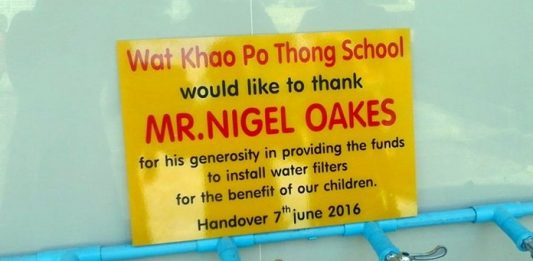 Wat Khao Po Thong School
would like to thank
MR.NIGEL OAKES
for his generosity in providing the funds
to install water filters
for the benefit of our children.
Handover 7th june 2016